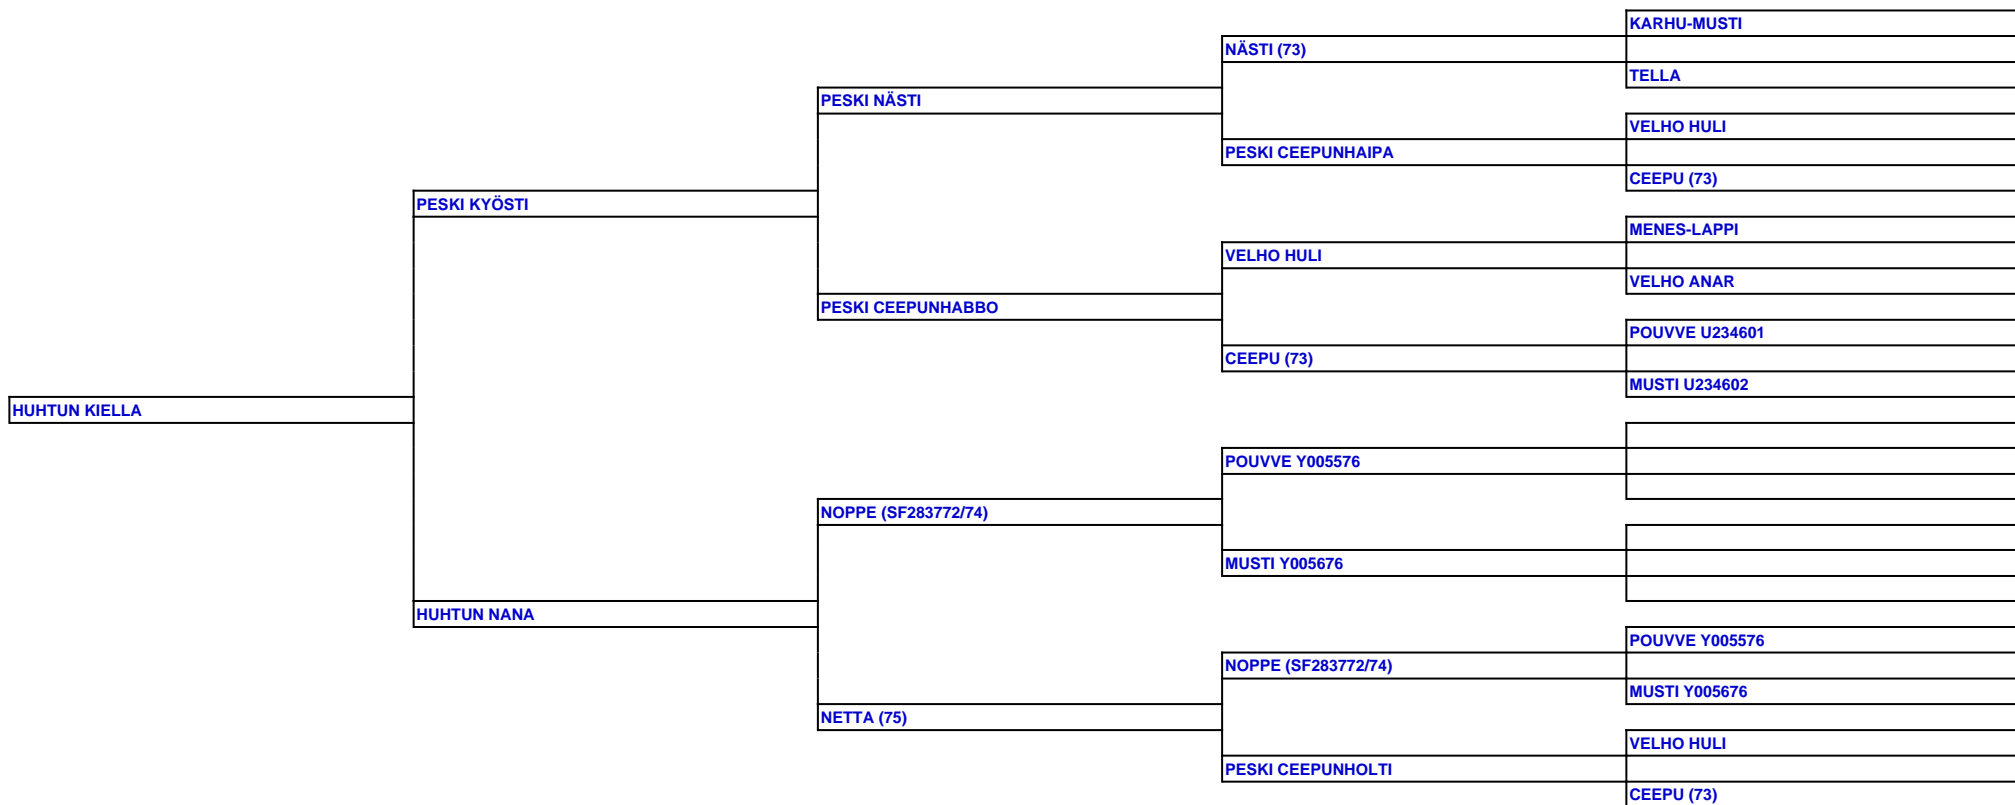 KARHU-MUSTI
NÄSTI (73)
TELLA
PESKI NÄSTI
VELHO HULI
PESKI CEEPUNHAIPA
CEEPU (73)
PESKI KYÖSTI
MENES-LAPPI
VELHO HULI
VELHO ANAR
PESKI CEEPUNHABBO
POUVVE U234601
CEEPU (73)
MUSTI U234602
HUHTUN KIELLA
POUVVE Y005576
NOPPE (SF283772/74)
MUSTI Y005676
HUHTUN NANA
POUVVE Y005576
NOPPE (SF283772/74)
MUSTI Y005676
NETTA (75)
VELHO HULI
PESKI CEEPUNHOLTI
CEEPU (73)